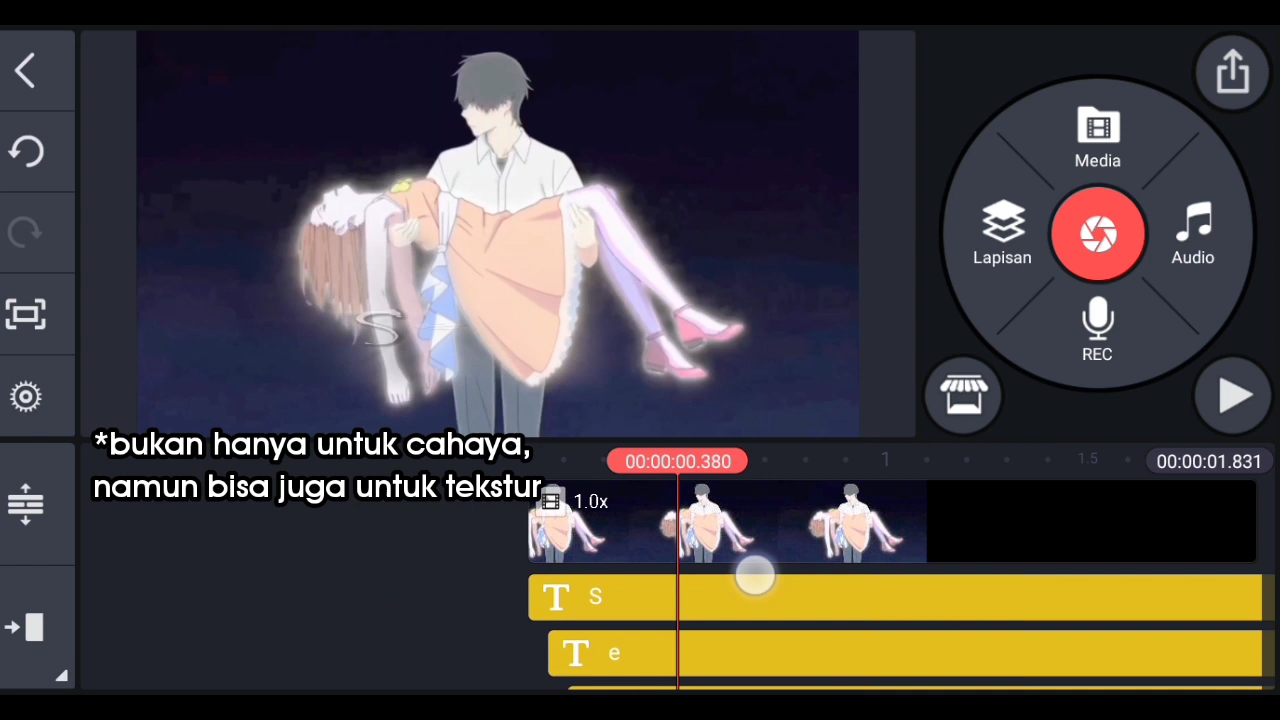 Media
Lapisan
Audio
REC
S
*bukan hanya untuk cahaya,
namun bisa juga untuk tekstur
00:00:00.380
1
1.5
00:00:01.831
1.0x
T S
T e